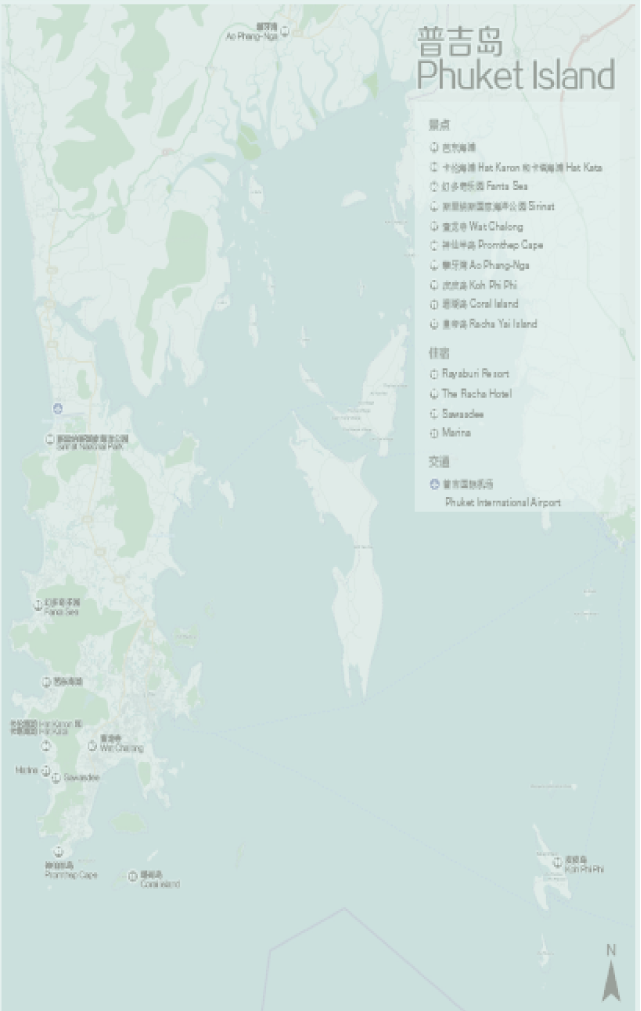 普吉岛
Phuket Island
景点
巴东海滩
卡伦海滩 Hat Karon 和 卡塔海滩 Hat Kata
幻多奇乐园 Fanta Sea
斯里纳斯国家海洋公园 Sirinat
查龙寺 Wat Chalong
神仙半岛 Promthep Cape
攀牙湾 Ao Phang-Nga
皮皮岛 Koh Phi Phi
珊瑚岛 Coral Island
皇帝岛 Racha Yai Island
住宿
Rayaburi Resort
The Racha Hotel
Sawasdee
Marina
交通
普吉国际机场
Phuket International Airport
攀牙湾
Ao Phang-Nga
斯里纳斯国家海洋公园
Sirinat National Park
幻多奇乐园
Fanta Sea
巴东海滩
卡伦海滩 Hat Karon 和
卡塔海滩 Hat Kata
查龙寺
Wat Chalong
Marina
Sawasdee
神仙半岛
Promthep Cape
珊瑚岛
Coral Island
皮皮岛
Koh Phi Phi
N